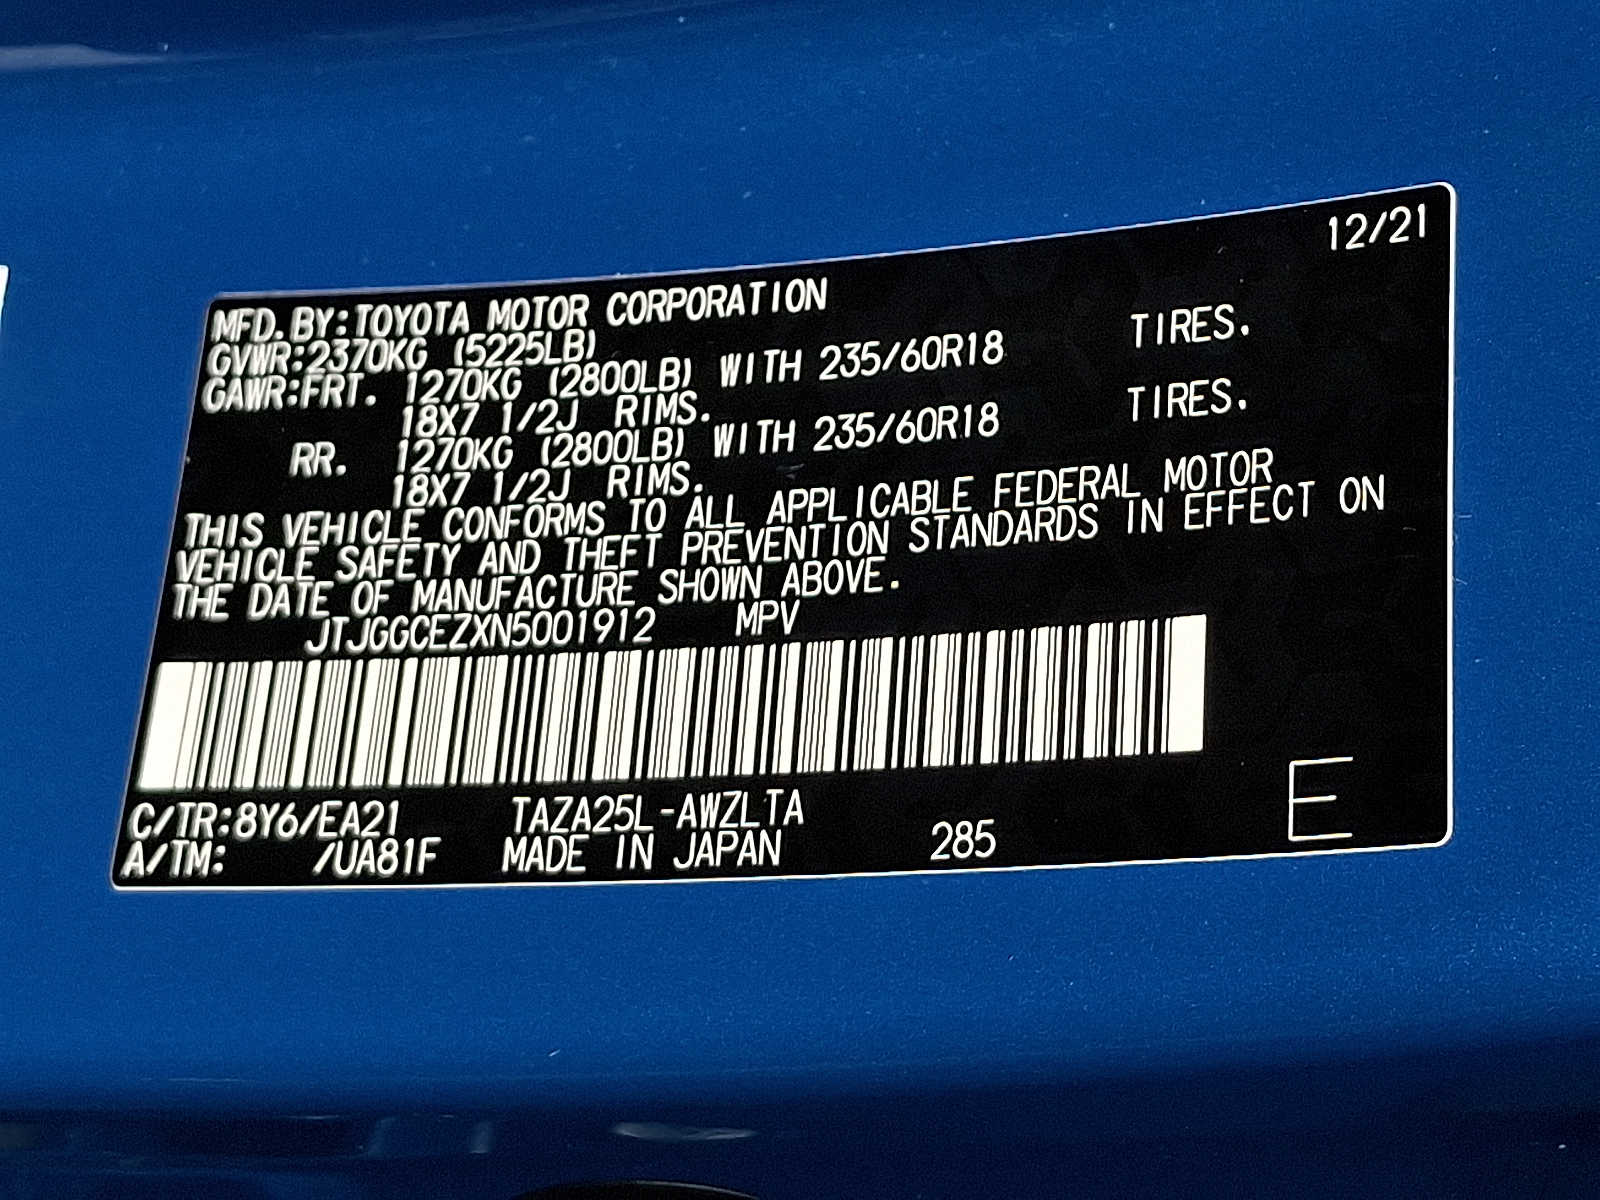 12/21
MFD. BY: TOYOTA MOTOR CORPORATION
GVWR: 2370KG (5225LB)
GAWR: FRT. 1270KG (2800LB) WITH 235/60R18 TIRES.
18X7 1/2J RIMS.
RR. 1270KG (2800LB) WITH 235/60R18 TIRES.
18X7 1/2J RIMS.
THIS VEHICLE CONFORMS TO ALL APPLICABLE FEDERAL MOTOR
VEHICLE SAFETY AND THEFT PREVENTION STANDARDS IN EFFECT ON
THE DATE OF MANUFACTURE SHOWN ABOVE.
JTJGGCEZXN5001912 MPV
C/TR: 8Y6/EA21 TAZA25L-AWZLTA
A/TM: /UA81F MADE IN JAPAN 285 E